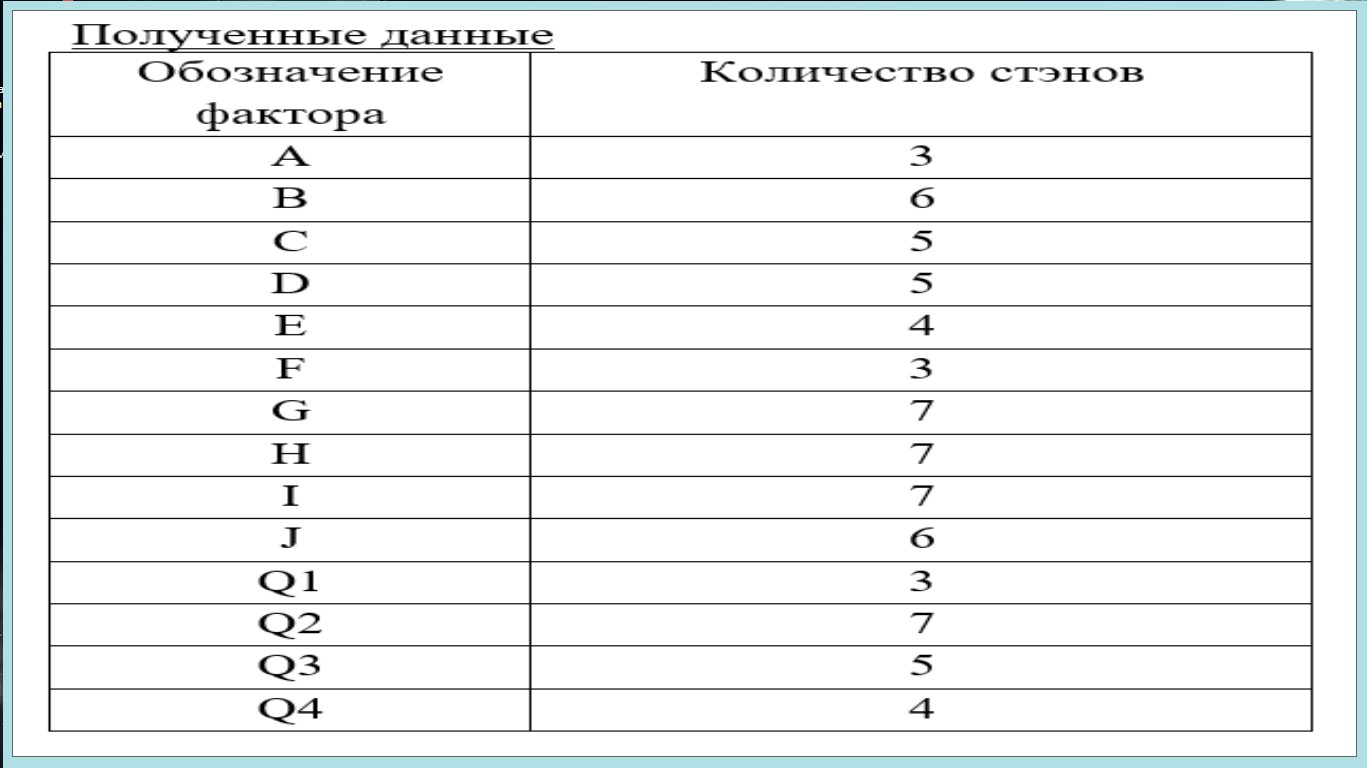 Полученные данные
Обозначение фактора Количество стэнов
A 3
B 6
C 5
D 5
E 4
F 3
G 7
H 7
I 7
J 6
Q1 3
Q2 7
Q3 5
Q4 4